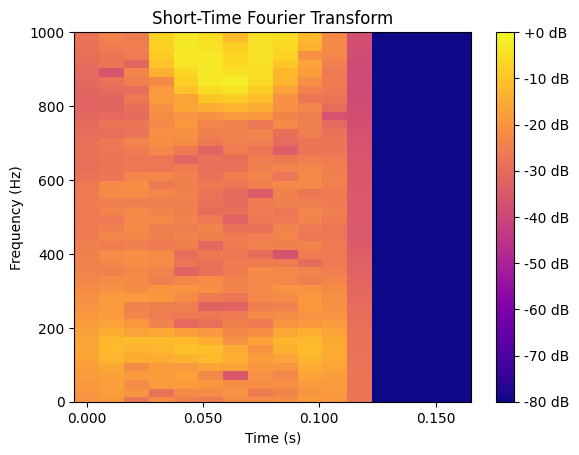 Short-Time Fourier Transform
1000
800
600
400
200
0
Frequency (Hz)
0.000
0.050
0.100
0.150
Time (s)
+0 dB
-10 dB
-20 dB
-30 dB
-40 dB
-50 dB
-60 dB
-70 dB
-80 dB